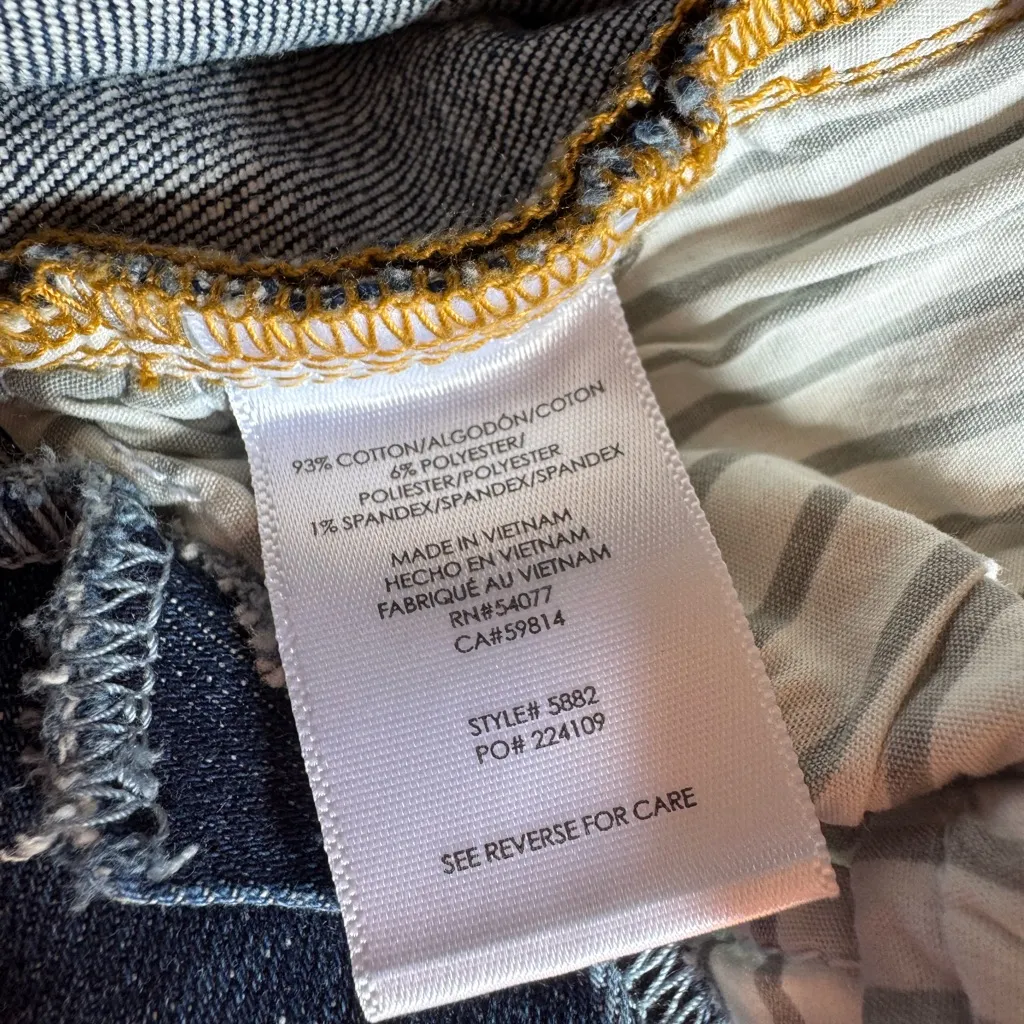 93% COTTON/ALGODÓN/COTON
6% POLYESTER/
POLIESTER/POLYESTER
1% SPANDEX/SPANDEX/SPANDEX
MADE IN VIETNAM
HECHO EN VIETNAM
FABRIQUÉ AU VIETNAM
RN#54077
CA#59814
STYLE# 5882
PO# 224109
SEE REVERSE FOR CARE